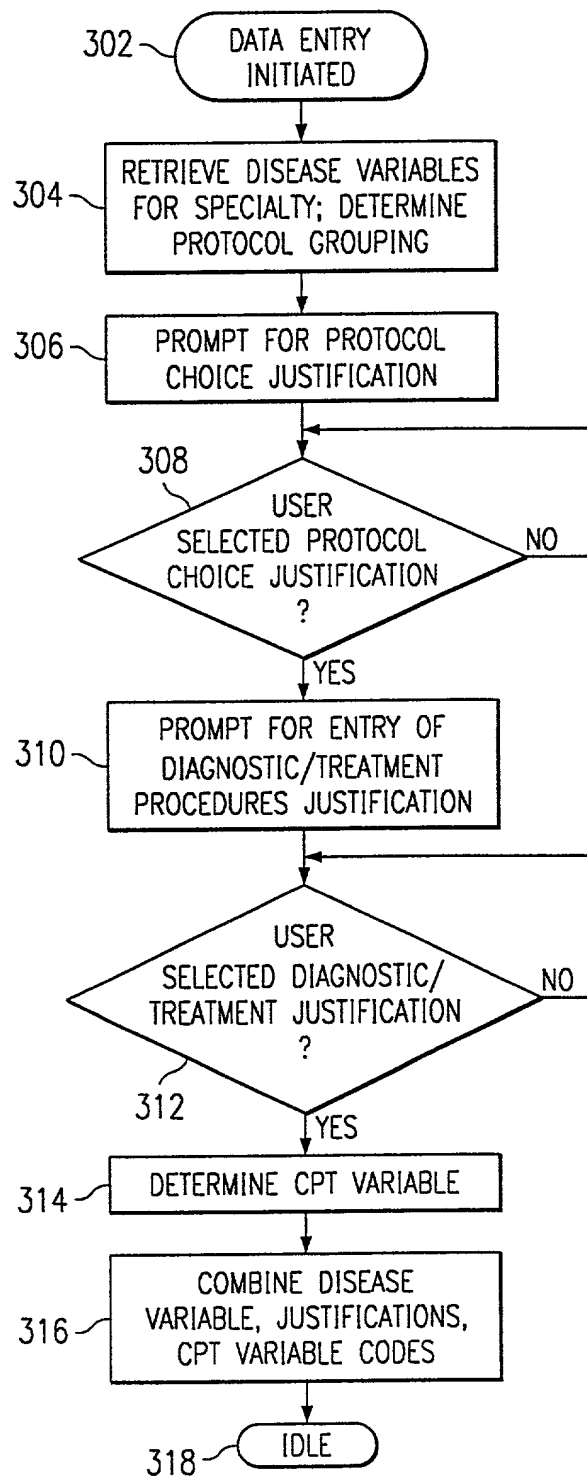 302
DATA ENTRY
INITIATED
304
RETRIEVE DISEASE VARIABLES
FOR SPECIALTY; DETERMINE
PROTOCOL GROUPING
306
PROMPT FOR PROTOCOL
CHOICE JUSTIFICATION
308
USER
SELECTED PROTOCOL
CHOICE JUSTIFICATION
?
NO
YES
310
PROMPT FOR ENTRY OF
DIAGNOSTIC/TREATMENT
PROCEDURES JUSTIFICATION
USER
SELECTED DIAGNOSTIC/
TREATMENT JUSTIFICATION
?
NO
312
YES
314
DETERMINE CPT VARIABLE
316
COMBINE DISEASE
VARIABLE, JUSTIFICATIONS,
CPT VARIABLE CODES
318
IDLE